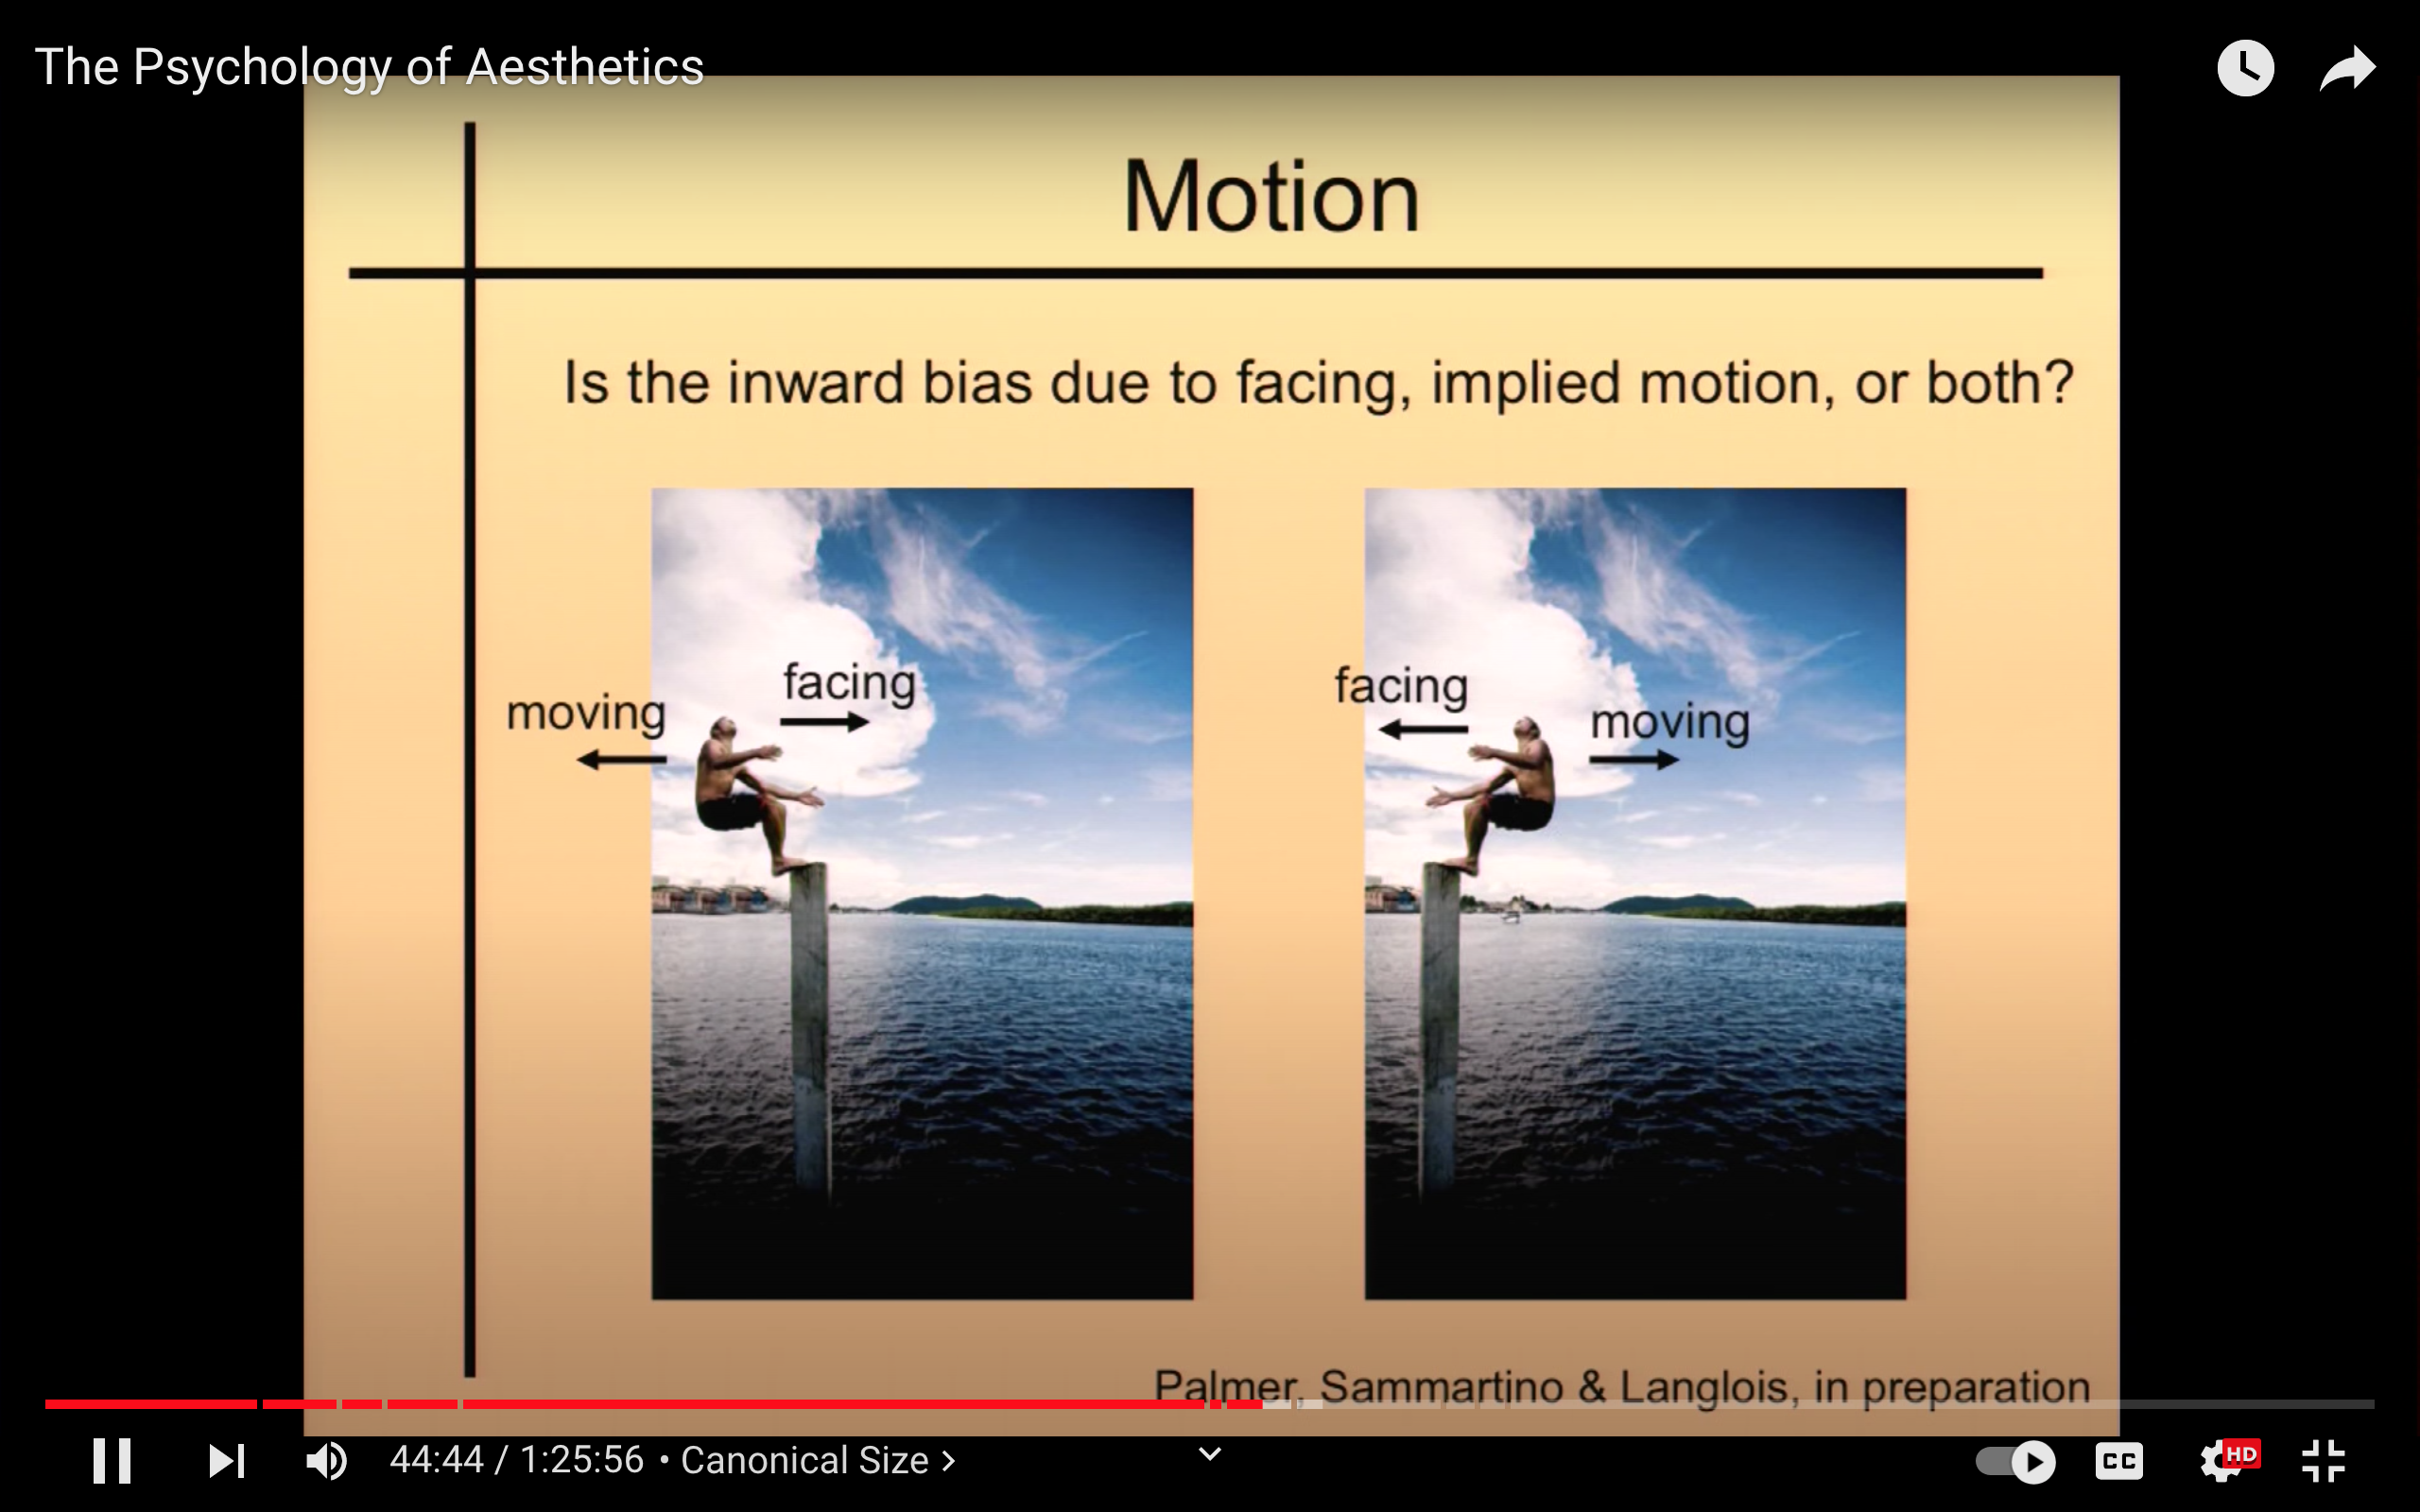 The Psychology of Aesthetics
Motion
Is the inward bias due to facing, implied motion, or both?
moving
facing
facing
moving
Palmer, Sammartino & Langlois, in preparation
44:44 / 1:25:56 • Canonical Size >
CC
HD